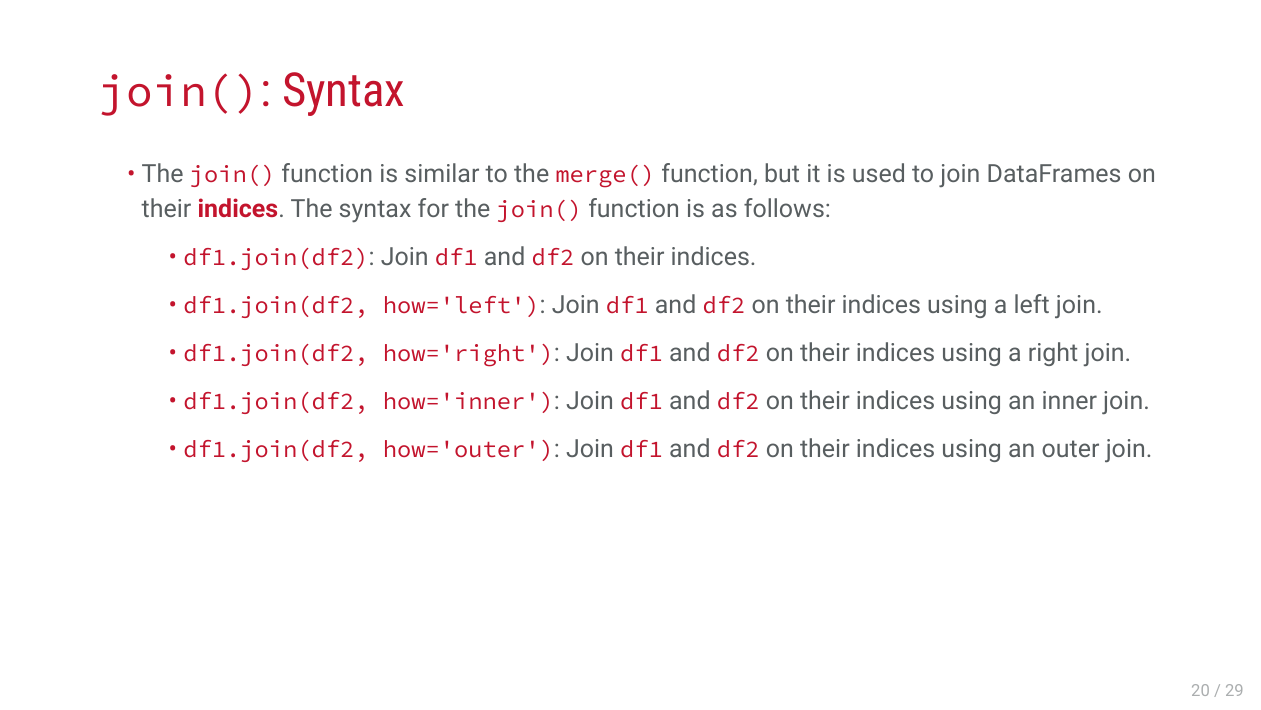 join(): Syntax
• The join() function is similar to the merge() function, but it is used to join DataFrames on
their indices. The syntax for the join() function is as follows:
• df1.join(df2): Join df1 and df2 on their indices.
• df1.join(df2, how='left'): Join df1 and df2 on their indices using a left join.
• df1.join(df2, how='right'): Join df1 and df2 on their indices using a right join.
• df1.join(df2, how='inner'): Join df1 and df2 on their indices using an inner join.
• df1.join(df2, how='outer'): Join df1 and df2 on their indices using an outer join.
20 / 29